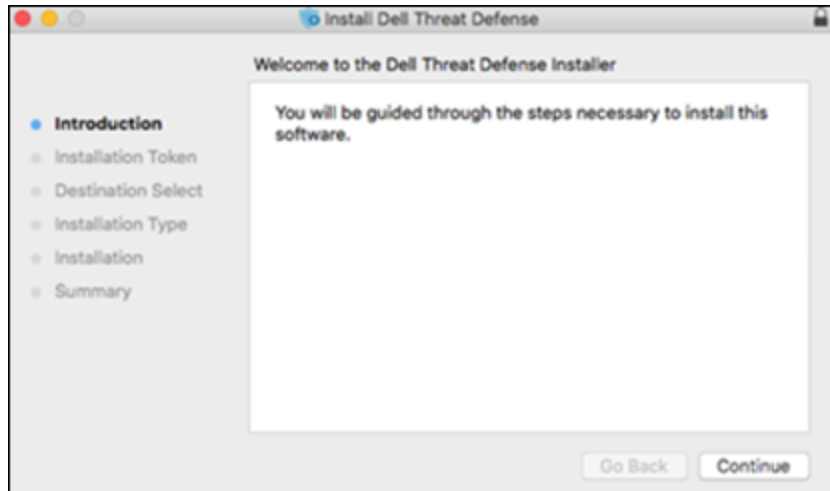 Install Dell Threat Defense
Welcome to the Dell Threat Defense Installer
Introduction
Installation Token
Destination Select
Installation Type
Installation
Summary
You will be guided through the steps necessary to install this
software.
Go Back
Continue